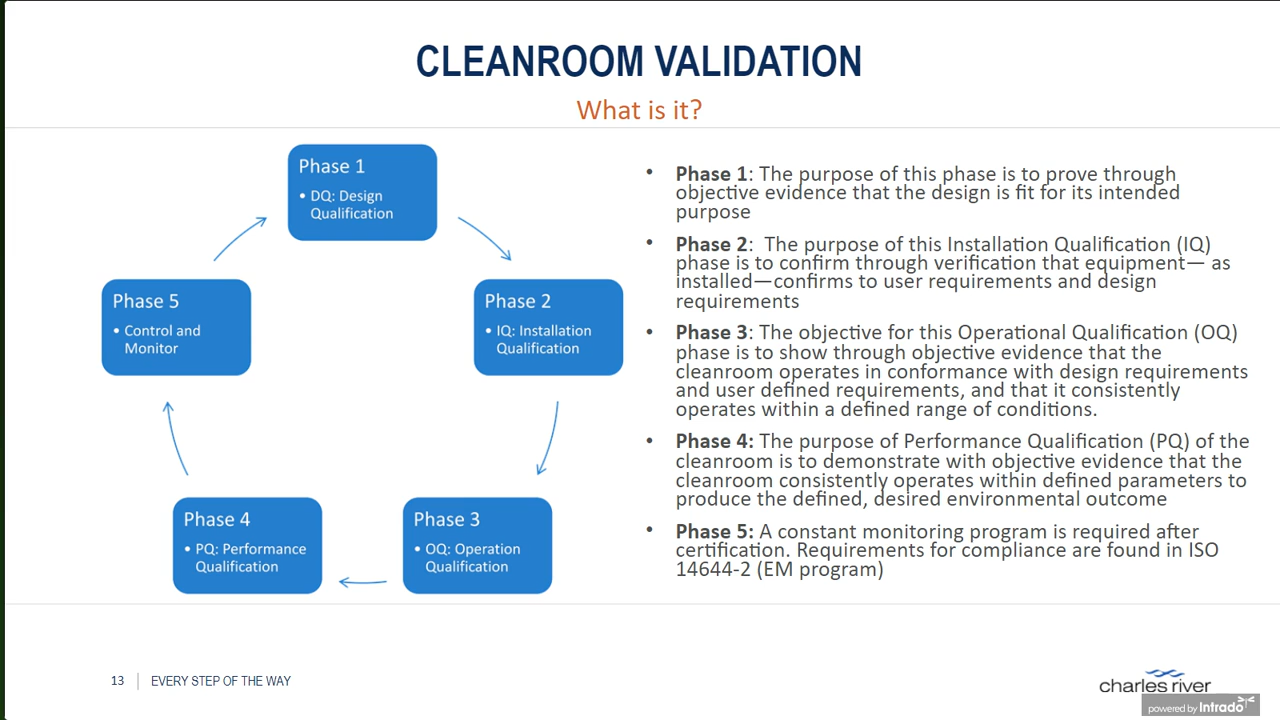 CLEANROOM VALIDATION
What is it?
Phase 1
• DQ: Design
Qualification
Phase 2
• IQ: Installation
Qualification
Phase 3
• OQ: Operation
Qualification
Phase 4
• PQ: Performance
Qualification
Phase 5
• Control and
Monitor
• Phase 1: The purpose of this phase is to prove through
objective evidence that the design is fit for its intended
purpose
• Phase 2:  The purpose of this Installation Qualification (IQ)
phase is to confirm through verification that equipment— as
installed—confirms to user requirements and design
requirements
• Phase 3: The objective for this Operational Qualification (OQ)
phase is to show through objective evidence that the
cleanroom operates in conformance with design requirements
and user defined requirements, and that it consistently
operates within a defined range of conditions.
• Phase 4: The purpose of Performance Qualification (PQ) of the
cleanroom is to demonstrate with objective evidence that the
cleanroom consistently operates within defined parameters to
produce the defined, desired environmental outcome
• Phase 5: A constant monitoring program is required after
certification. Requirements for compliance are found in ISO
14644-2 (EM program)
13 | EVERY STEP OF THE WAY
charles river
powered by Intrado